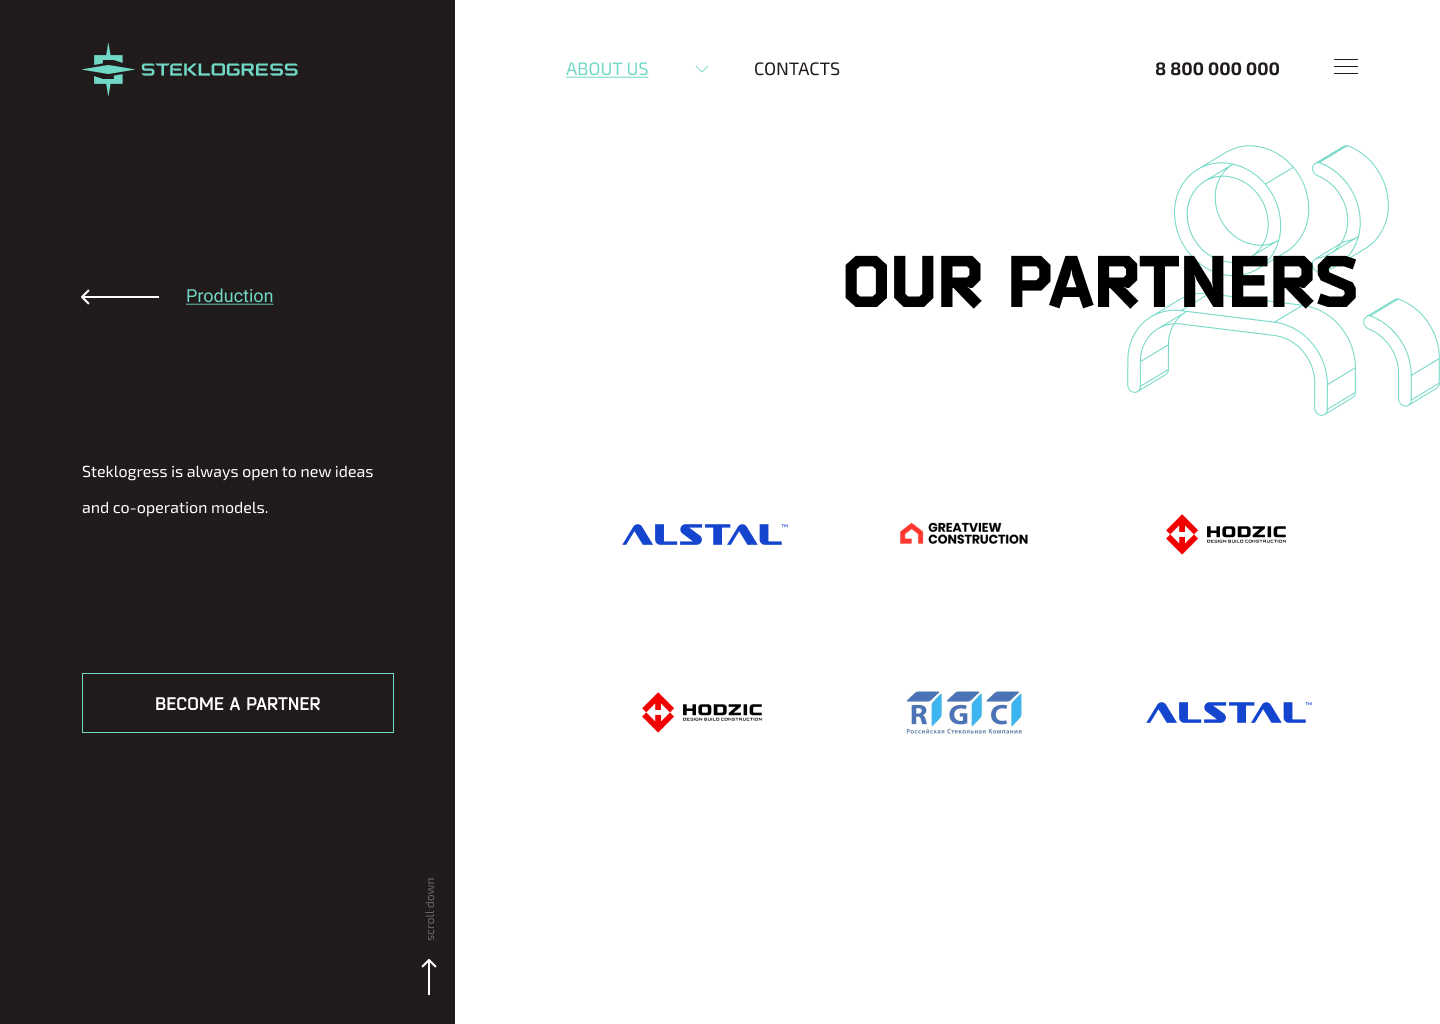 STEKLOGRESS
ABOUT US
CONTACTS
8 800 000 000
Production
OUR PARTNERS
Steklogress is always open to new ideas
and co-operation models.
BECOME A PARTNER
scroll down
ALSTAL™
GREATVIEW
CONSTRUCTION
HODZIC
DESIGN BUILD CONSTRUCTION
HODZIC
DESIGN BUILD CONSTRUCTION
RGC
Российская Стекольная Компания
ALSTAL™